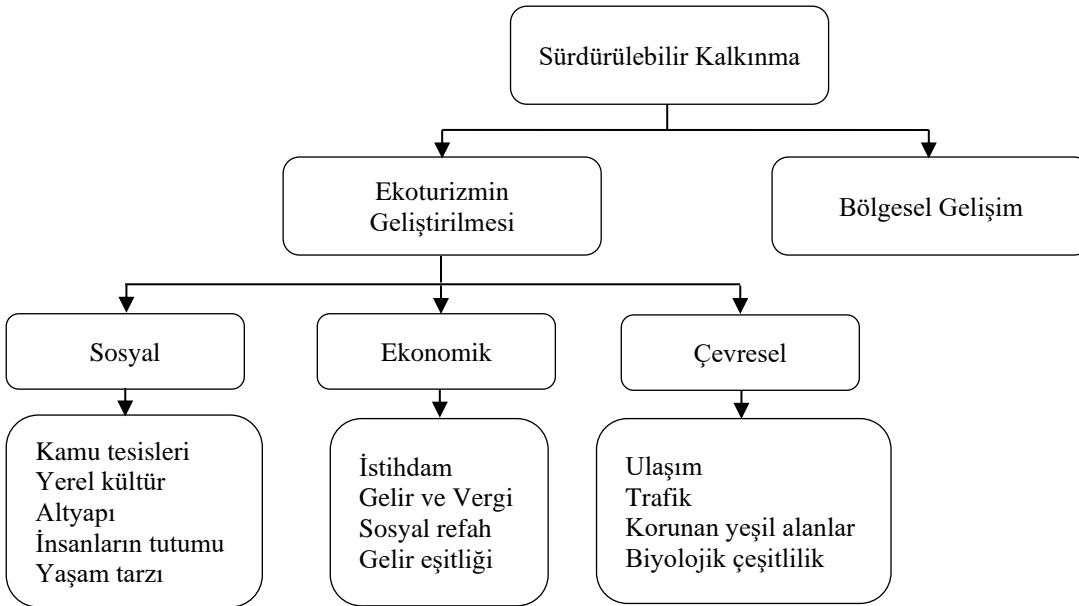 Sürdürülebilir Kalkınma
Ekoturizmin
Geliştirilmesi
Bölgesel Gelişim
Sosyal
Ekonomik
Çevresel
Kamu tesisleri
Yerel kültür
Altyapı
İnsanların tutumu
Yaşam tarzı
İstihdam
Gelir ve Vergi
Sosyal refah
Gelir eşitliği
Ulaşım
Trafik
Korunan yeşil alanlar
Biyolojik çeşitlilik